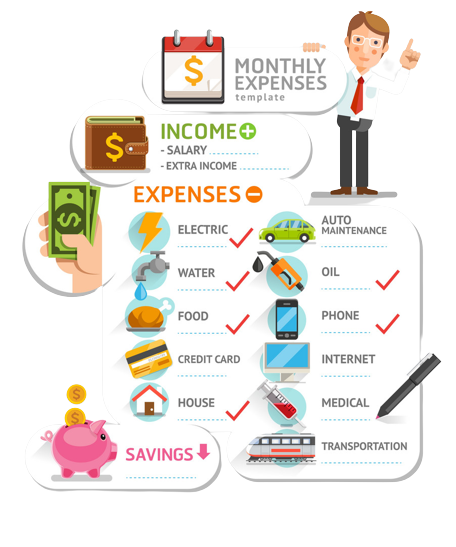 MONTHLY
EXPENSES
template
INCOME
- SALARY
- EXTRA INCOME
EXPENSES
ELECTRIC
WATER
FOOD
CREDIT CARD
HOUSE
AUTO
MAINTENANCE
OIL
PHONE
INTERNET
MEDICAL
TRANSPORTATION
SAVINGS